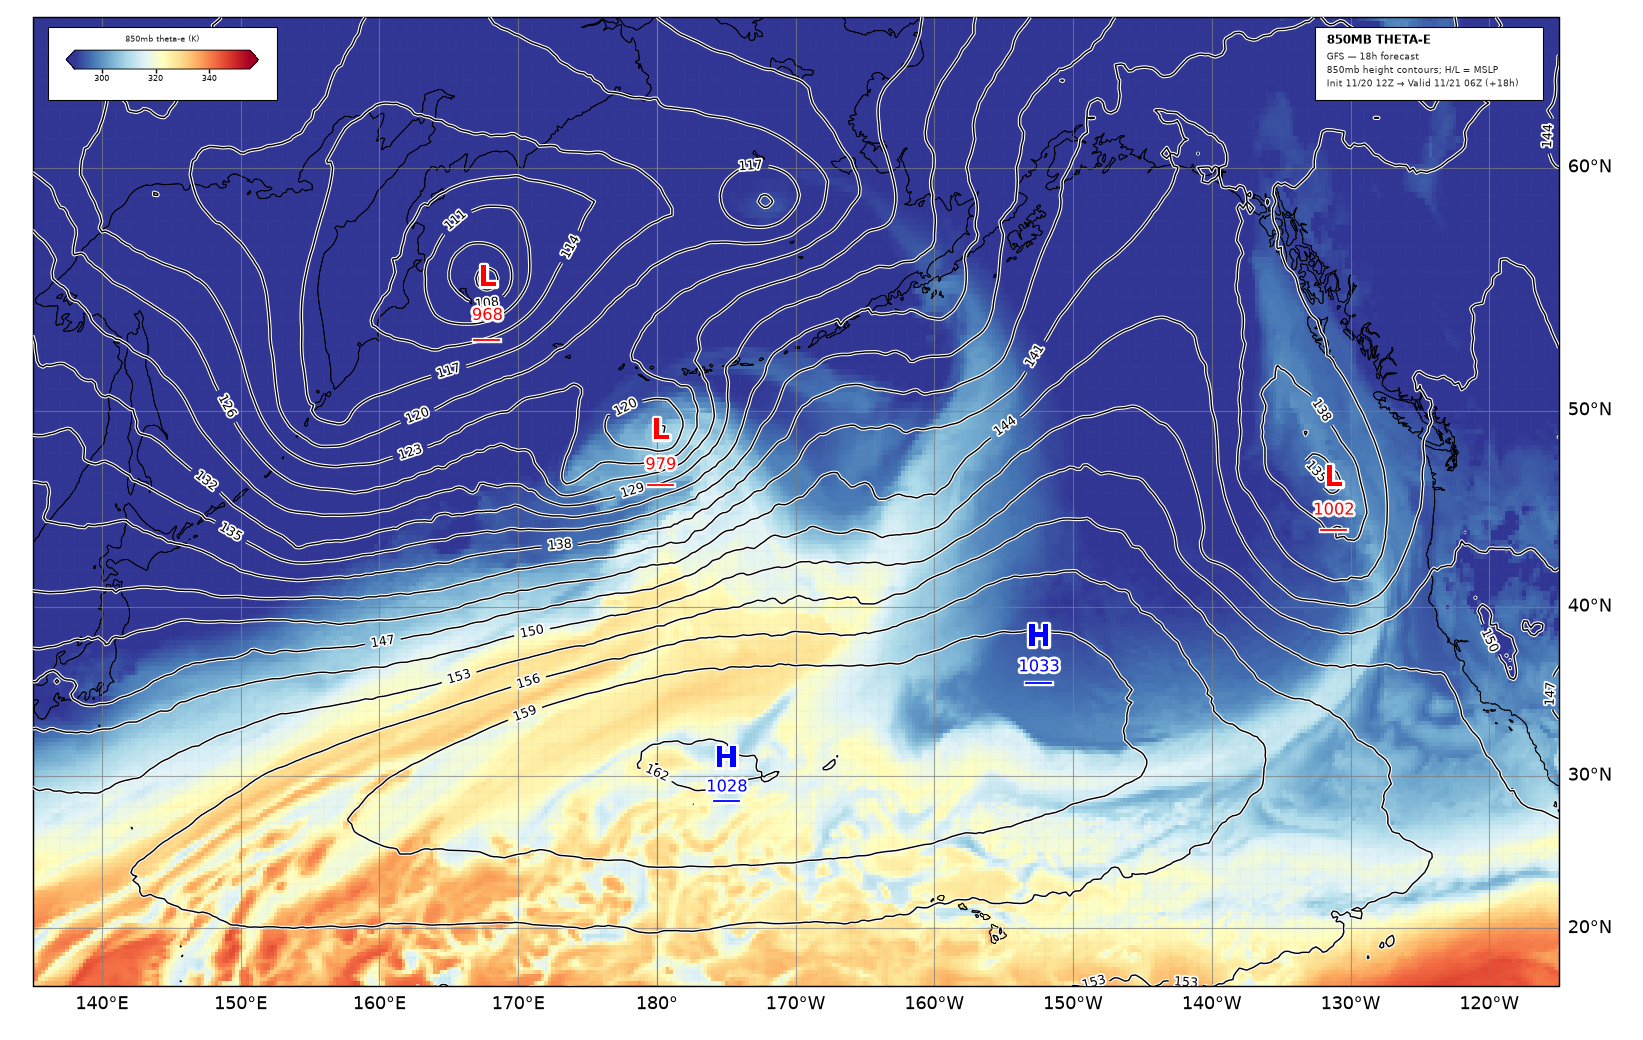 850mb theta-e (K)
300 320 340
850MB THETA-E
GFS — 18h forecast
850mb height contours; H/L = MSLP
Init 11/20 12Z → Valid 11/21 06Z (+18h)
144
117
60°N
111
114
L
108
968
141
117
126
120
120
138
50°N
144
L
123
979
132
129
135
L
1002
135
138
40°N
150
147
150
H
1033
153
156
147
159
H
162
1028
30°N
20°N
153
153
140°E 150°E 160°E 170°E 180° 170°W 160°W 150°W 140°W 130°W 120°W